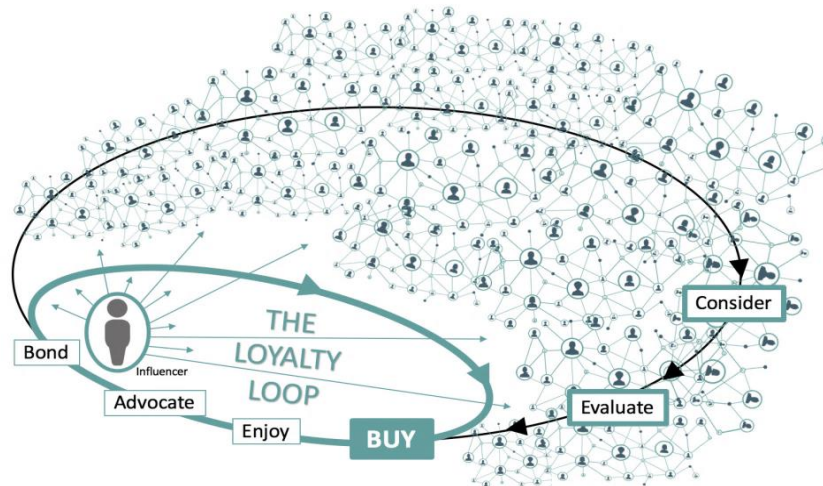 Consider
THE
LOYALTY
LOOP
Bond
Influencer
Advocate
Evaluate
Enjoy
BUY